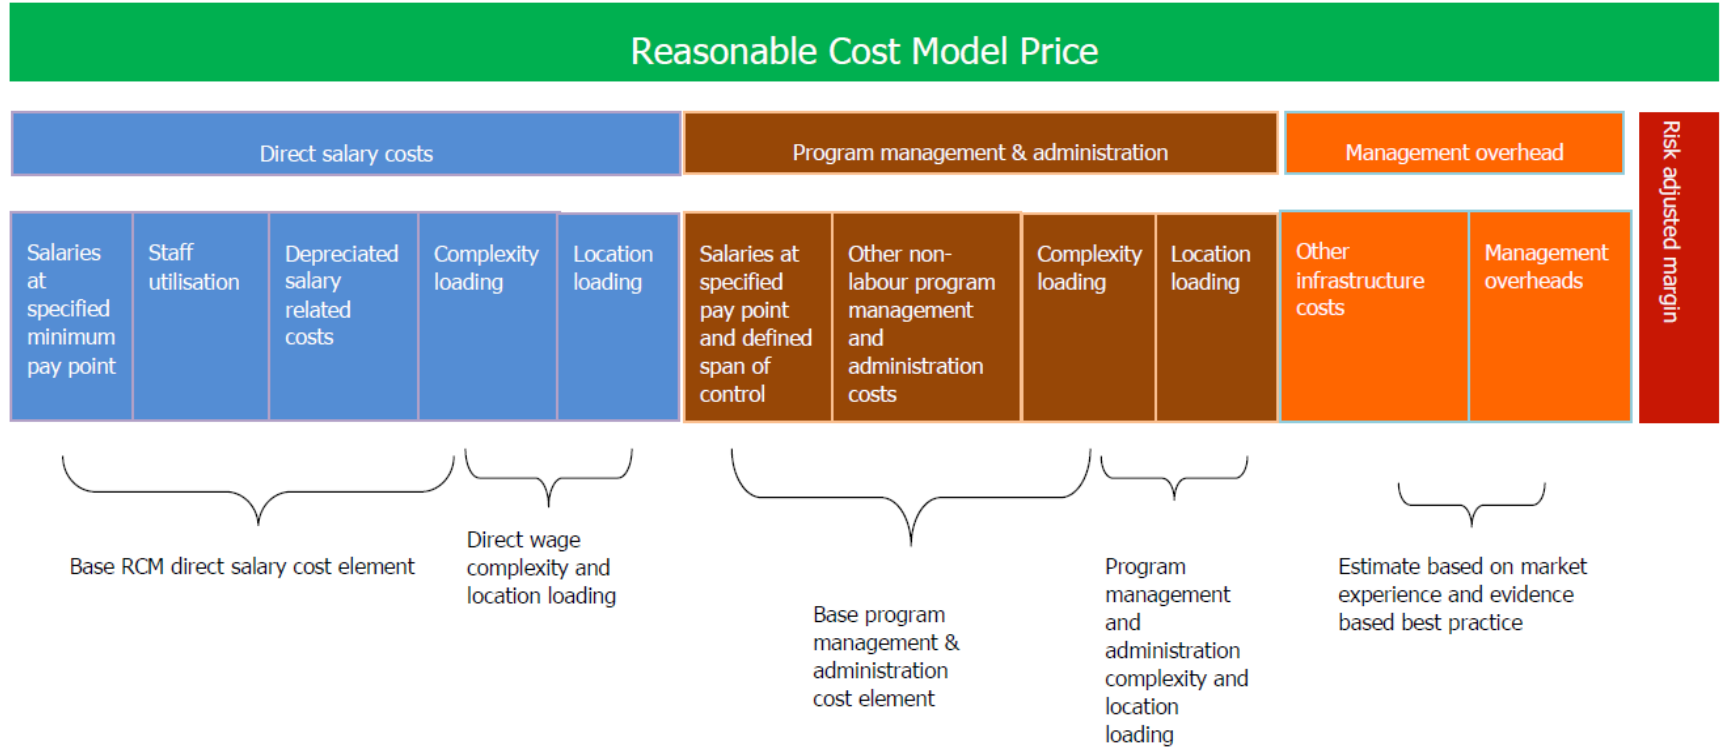 Reasonable Cost Model Price
Direct salary costs
Program management & administration
Management overhead
Risk adjusted margin
Salaries
at
specified
minimum
pay point
Staff
utilisation
Depreciated
salary
related
costs
Complexity
loading
Location
loading
Salaries at
specified
pay point
and defined
span of
control
Other non-
labour program
management
and
administration
costs
Complexity
loading
Location
loading
Other
infrastructure
costs
Management
overheads
Base RCM direct salary cost element
Direct wage
complexity and
location loading
Base program
management &
administration
cost element
Program
management
and
administration
complexity and
location
loading
Estimate based on market
experience and evidence
based best practice